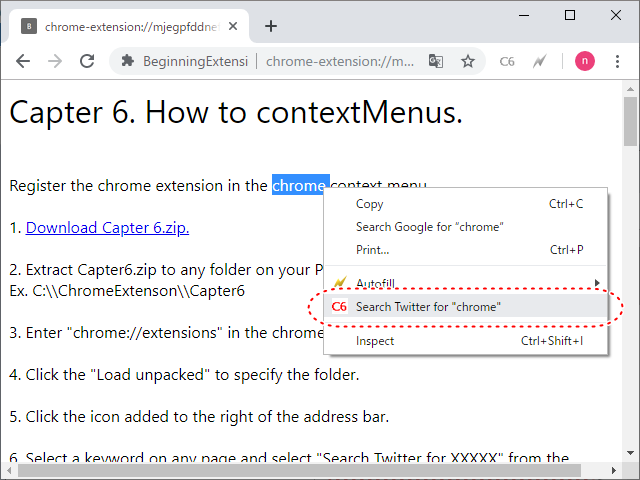 B chrome-extension://mjegpfddnef
BeginningExtensi chrome-extension://m... C6 n
Capter 6. How to contextMenus.
Register the chrome extension in the chrome context menu
1. Download Capter 6.zip.
2. Extract Capter6.zip to any folder on your P
Ex. C:\\ChromeExtenson\\Capter6
3. Enter "chrome://extensions" in the chrome
4. Click the "Load unpacked" to specify the folder.
5. Click the icon added to the right of the address bar.
6. Select a keyword on any page and select "Search Twitter for XXXXX" from the
Copy Ctrl+C
Search Google for “chrome”
Print... Ctrl+P
Autofill
C6 Search Twitter for "chrome"
Inspect Ctrl+Shift+I